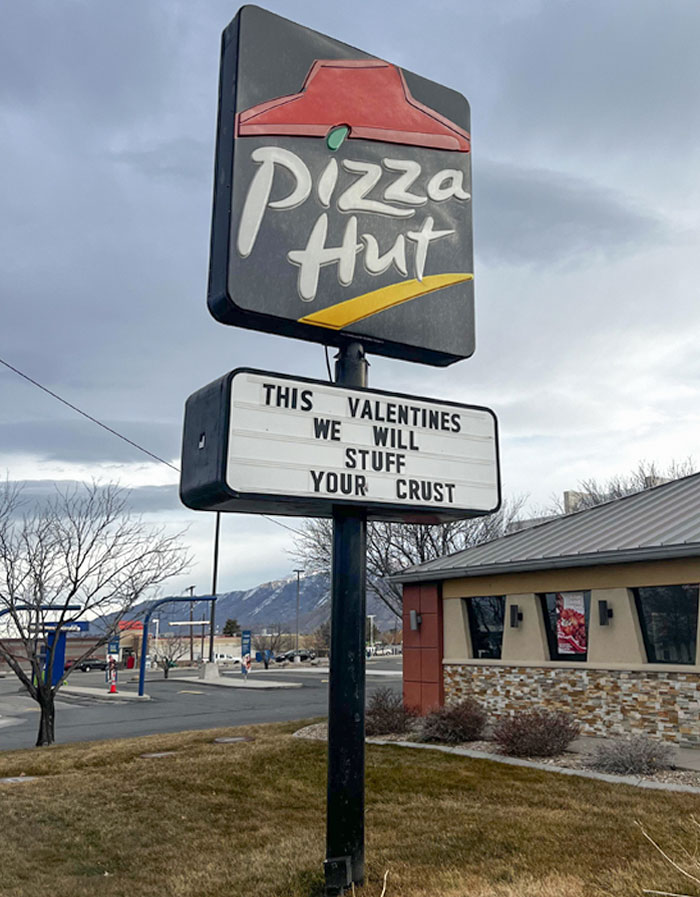 Pizza
Hut
THIS VALENTINES
WE WILL
STUFF
YOUR CRUST